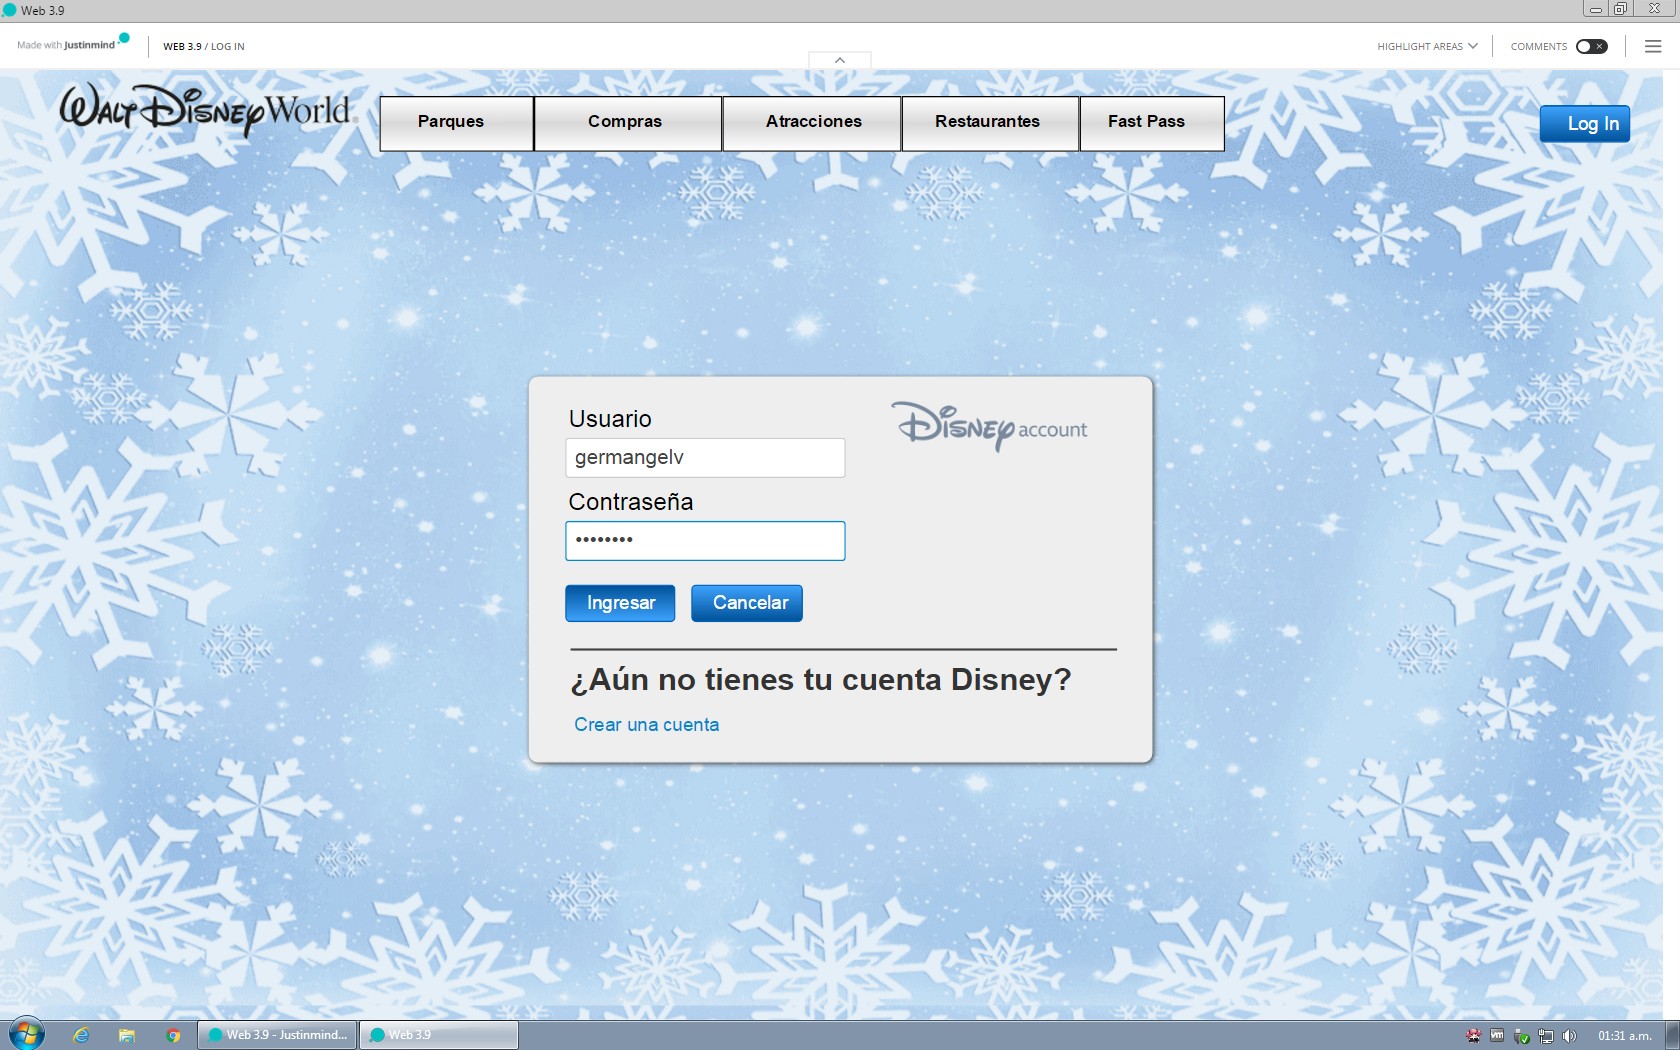 Web 3.9
Made with Justinmind
WEB 3.9 / LOG IN
HIGHLIGHT AREAS
COMMENTS
WALT DISNEY World
Parques
Compras
Atracciones
Restaurantes
Fast Pass
Log In
Usuario
DISNEY account
germangelv
Contraseña
••••••••
Ingresar
Cancelar
¿Aún no tienes tu cuenta Disney?
Crear una cuenta
Web 3.9 - Justinmind...
Web 3.9
vm
01:31 a.m.